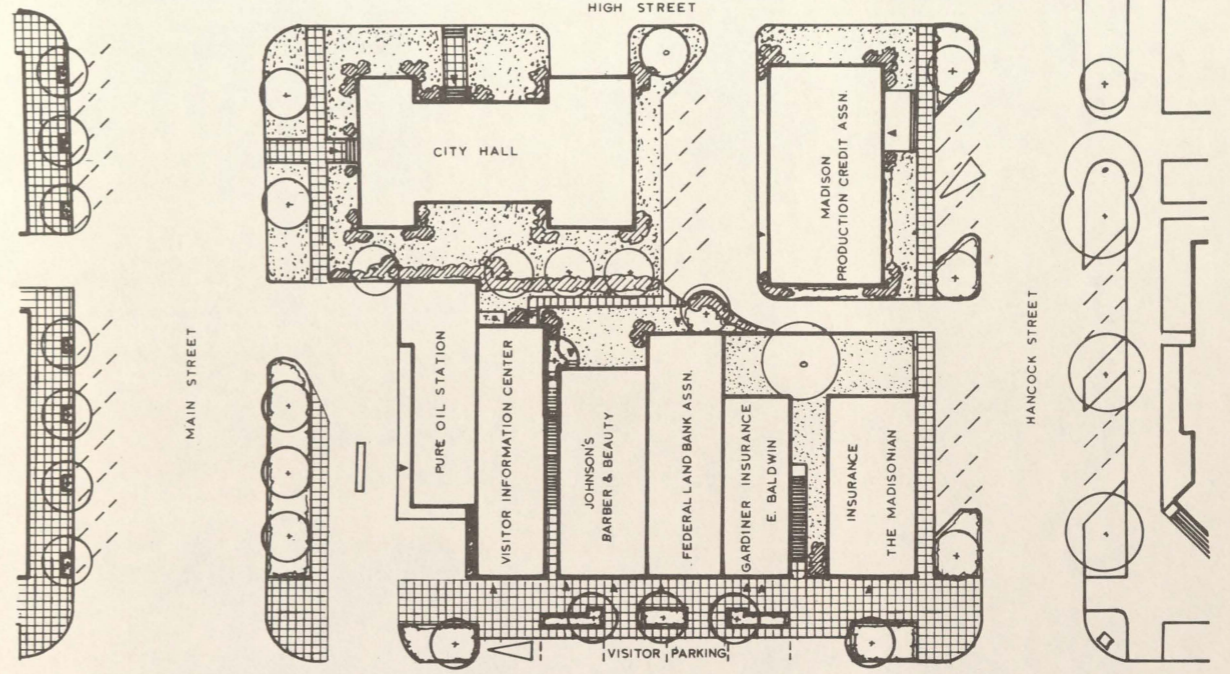 HIGH STREET
CITY HALL
MADISON
PRODUCTION CREDIT ASSN.
MAIN STREET
HANCOCK STREET
T.B.
PURE OIL STATION
VISITOR INFORMATION CENTER
JOHNSON'S
BARBER & BEAUTY
FEDERAL LAND BANK ASSN.
GARDINER INSURANCE
E. BALDWIN
INSURANCE
THE MADISONIAN
VISITOR PARKING